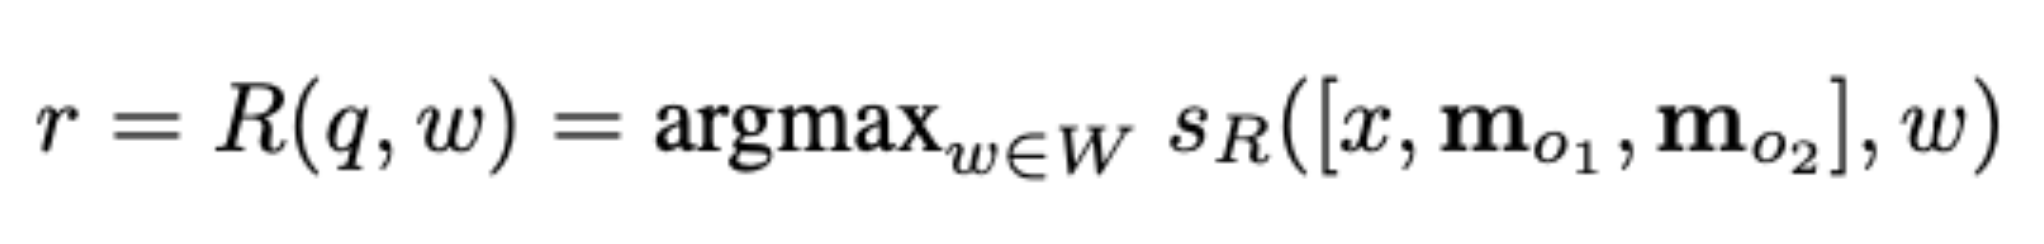 r = R(q, w) = argmax_{w∈W} s_R([x, m_{o_1}, m_{o_2}], w)